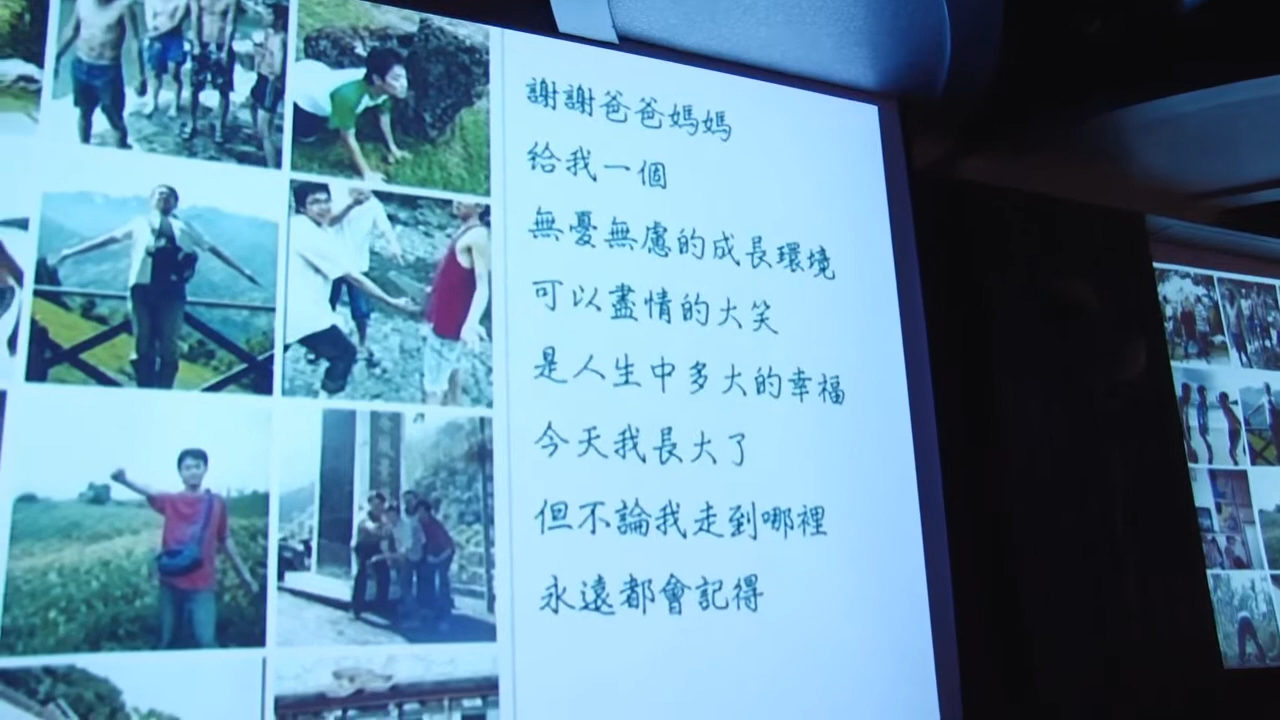 謝謝爸爸媽媽
给我一個
無憂無慮的成長環境
可以盡情的大笑
是人生中多大的幸福
今天我長大了
但不論我走到哪裡
永遠都會記得